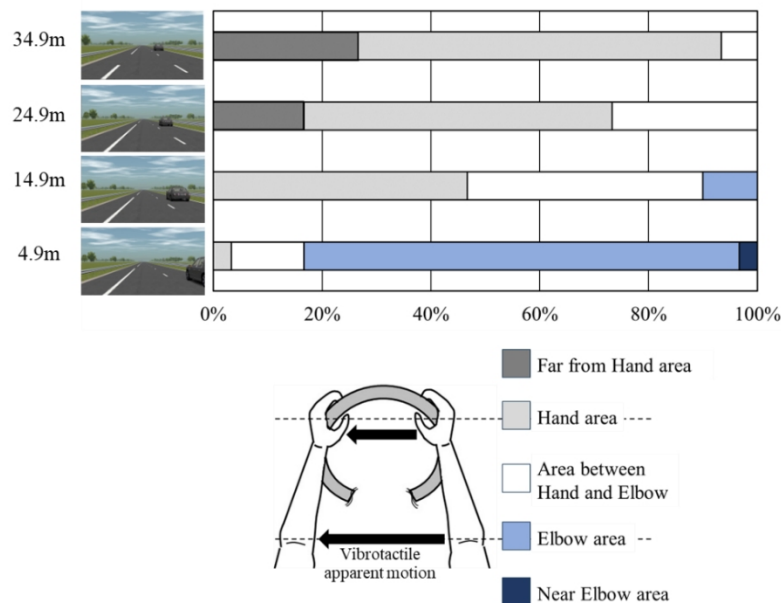 34.9m
24.9m
14.9m
4.9m
0% 20% 40% 60% 80% 100%
Far from Hand area
Hand area
Area between
Hand and Elbow
Elbow area
Near Elbow area
Vibrotactile
apparent motion